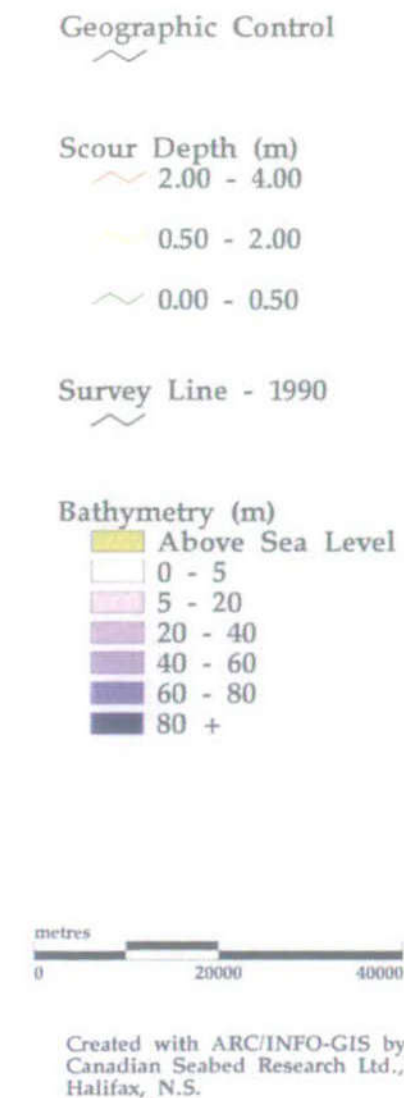 Geographic Control
Scour Depth (m)
2.00 - 4.00
0.50 - 2.00
0.00 - 0.50
Survey Line - 1990
Bathymetry (m)
Above Sea Level
0 - 5
5 - 20
20 - 40
40 - 60
60 - 80
80 +
metres
0 20000 40000
Created with ARC/INFO-GIS by
Canadian Seabed Research Ltd.,
Halifax, N.S.